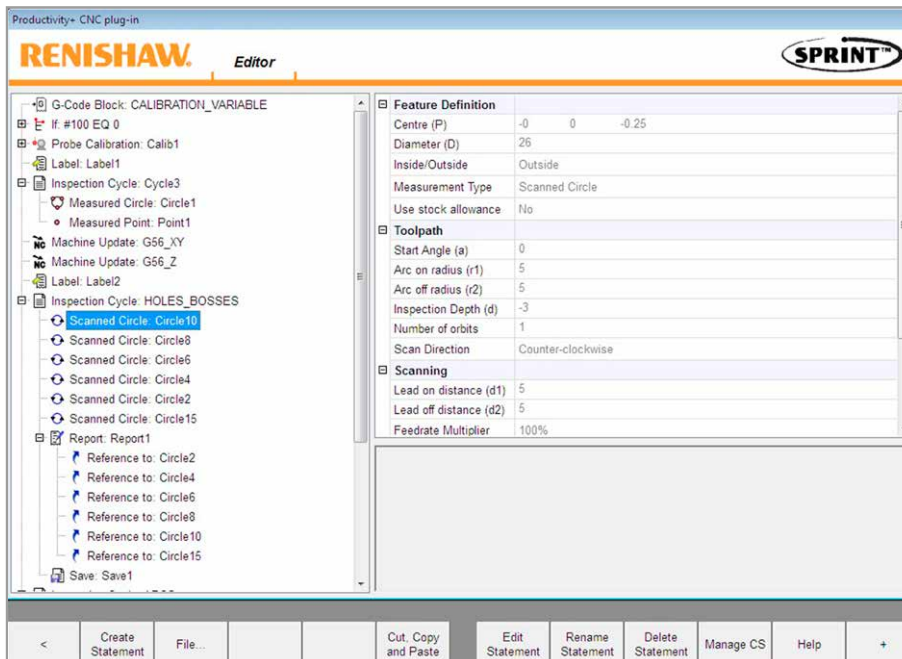 Productivity+ CNC plug-in
RENISHAW.
Editor
SPRINT™
G-Code Block: CALIBRATION_VARIABLE
If: #100 EQ 0
Probe Calibration: Calib1
Label: Label1
Inspection Cycle: Cycle3
Measured Circle: Circle1
Measured Point: Point1
Machine Update: G56_XY
Machine Update: G56_Z
Label: Label2
Inspection Cycle: HOLES_BOSSES
Scanned Circle: Circle10
Scanned Circle: Circle8
Scanned Circle: Circle6
Scanned Circle: Circle4
Scanned Circle: Circle2
Scanned Circle: Circle15
Report: Report1
Reference to: Circle2
Reference to: Circle4
Reference to: Circle6
Reference to: Circle8
Reference to: Circle10
Reference to: Circle15
Save: Save1
Feature Definition
Centre (P) -0 0 -0.25
Diameter (D) 26
Inside/Outside Outside
Measurement Type Scanned Circle
Use stock allowance No
Toolpath
Start Angle (a) 0
Arc on radius (r1) 5
Arc off radius (r2) 5
Inspection Depth (d) -3
Number of orbits 1
Scan Direction Counter-clockwise
Scanning
Lead on distance (d1) 5
Lead off distance (d2) 5
Feedrate Multiplier 100%
<
Create
Statement
File...
Cut, Copy
and Paste
Edit
Statement
Rename
Statement
Delete
Statement
Manage CS
Help
+